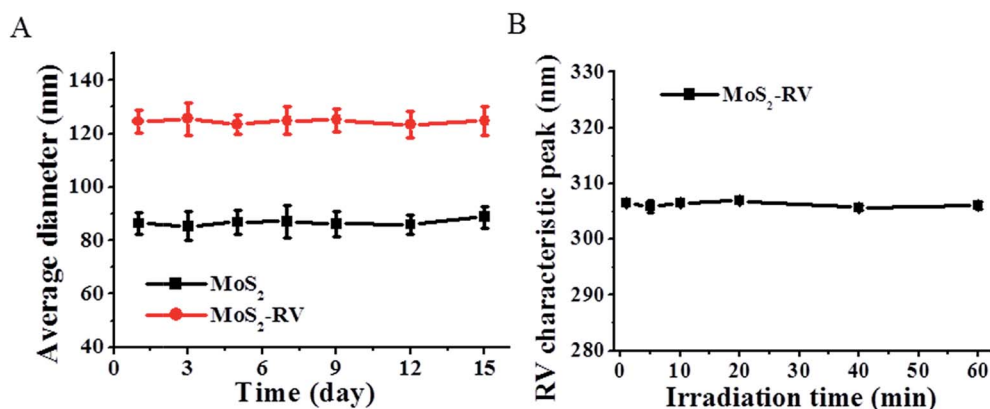 A
Average diameter (nm)
140
120
100
80
60
40
MoS2
MoS2-RV
0 3 6 9 12 15
Time (day)
B
RV characteristic peak (nm)
330
320
310
300
290
280
MoS2-RV
0 10 20 30 40 50 60
Irradiation time (min)